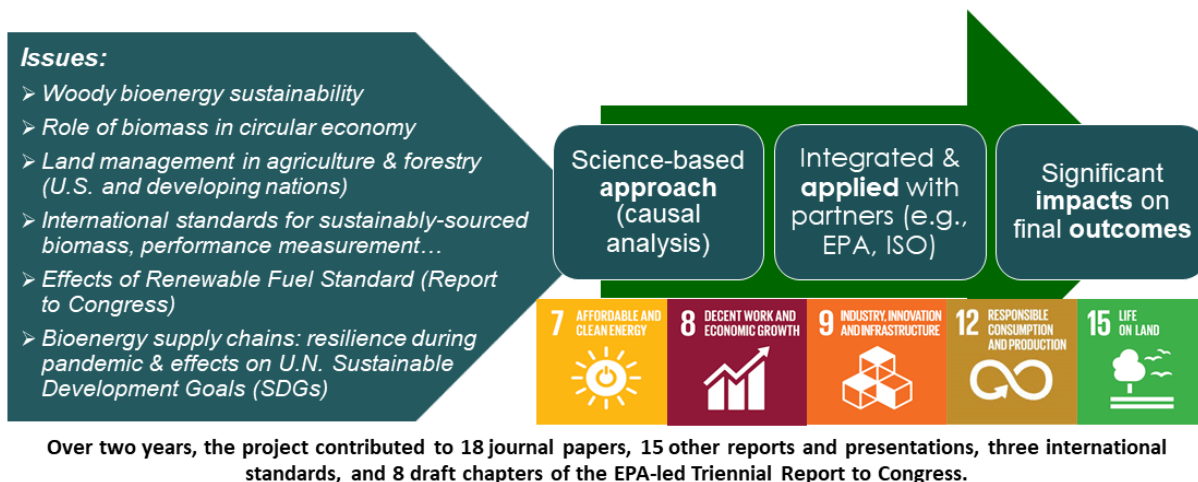 Issues:
➢ Woody bioenergy sustainability
➢ Role of biomass in circular economy
➢ Land management in agriculture & forestry
(U.S. and developing nations)
➢ International standards for sustainably-sourced
biomass, performance measurement…
➢ Effects of Renewable Fuel Standard (Report
to Congress)
➢ Bioenergy supply chains: resilience during
pandemic & effects on U.N. Sustainable
Development Goals (SDGs)
Science-based
approach
(causal
analysis)
Integrated &
applied with
partners (e.g.,
EPA, ISO)
Significant
impacts on
final outcomes
7 AFFORDABLE AND
CLEAN ENERGY
8 DECENT WORK AND
ECONOMIC GROWTH
9 INDUSTRY, INNOVATION
AND INFRASTRUCTURE
12 RESPONSIBLE
CONSUMPTION
AND PRODUCTION
15 LIFE
ON LAND
Over two years, the project contributed to 18 journal papers, 15 other reports and presentations, three international
standards, and 8 draft chapters of the EPA-led Triennial Report to Congress.